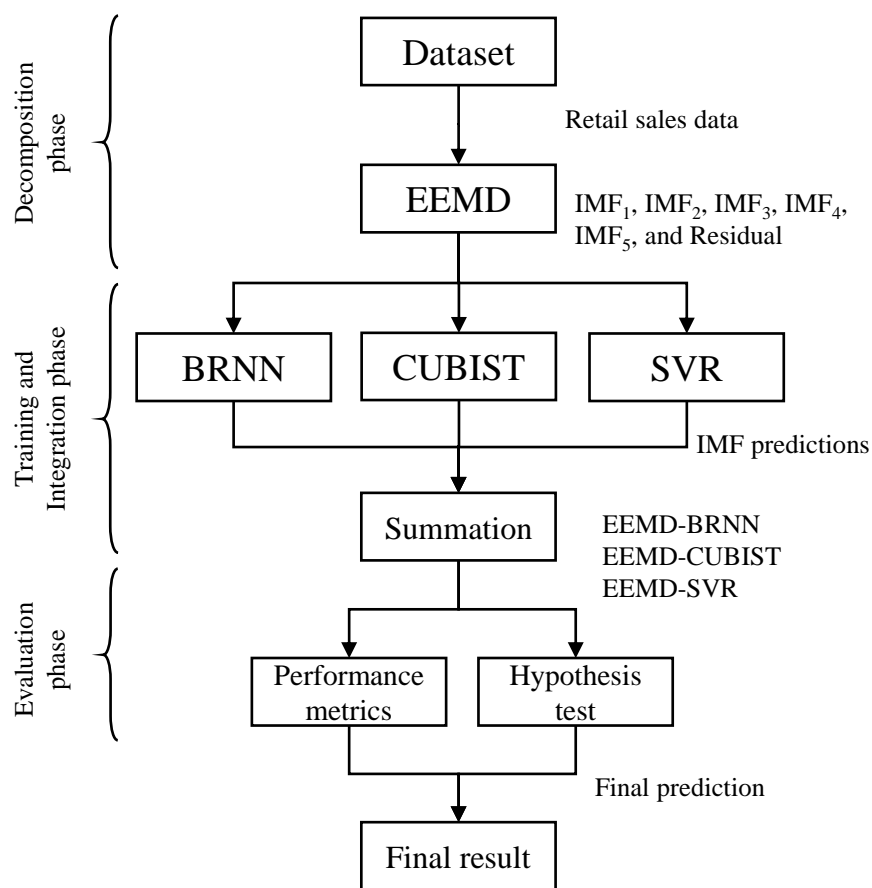 Dataset
Retail sales data
Decomposition
phase
EEMD
IMF₁, IMF₂, IMF₃, IMF₄,
IMF₅, and Residual
Training and
Integration phase
BRNN
CUBIST
SVR
IMF predictions
Summation
EEMD-BRNN
EEMD-CUBIST
EEMD-SVR
Evaluation
phase
Performance
metrics
Hypothesis
test
Final prediction
Final result